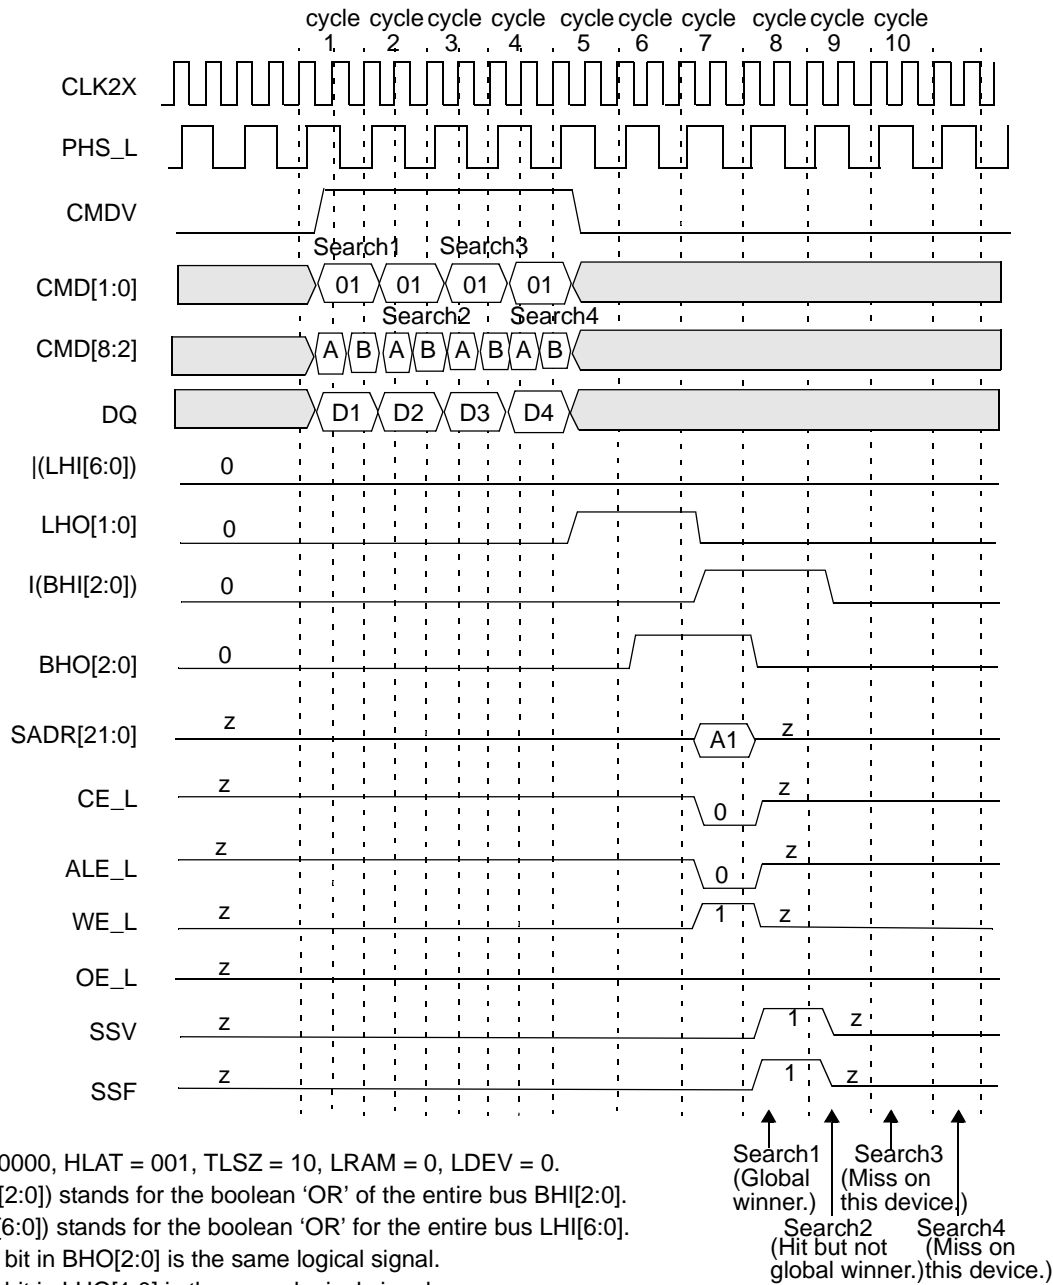 cycle cycle cycle cycle cycle cycle cycle cycle cycle cycle
1 2 3 4 5 6 7 8 9 10
CLK2X
PHS_L
CMDV
Search1 Search3
CMD[1:0] 01 01 01 01
Search2 Search4
CMD[8:2] A B A B A B A B
DQ D1 D2 D3 D4
|(LHI[6:0]) 0
LHO[1:0] 0
I(BHI[2:0]) 0
BHO[2:0] 0
SADR[21:0] z A1 z
CE_L z 0 z
ALE_L z 0 z
WE_L z 1 z
OE_L z
SSV z 1 z
SSF z 1 z
Search1 (Global winner.)
Search3 (Miss on this device.)
Search2 (Hit but not global winner.)
Search4 (Miss on this device.)
0000, HLAT = 001, TLSZ = 10, LRAM = 0, LDEV = 0.
[2:0]) stands for the boolean ‘OR’ of the entire bus BHI[2:0].
6:0]) stands for the boolean ‘OR’ for the entire bus LHI[6:0].
bit in BHO[2:0] is the same logical signal.